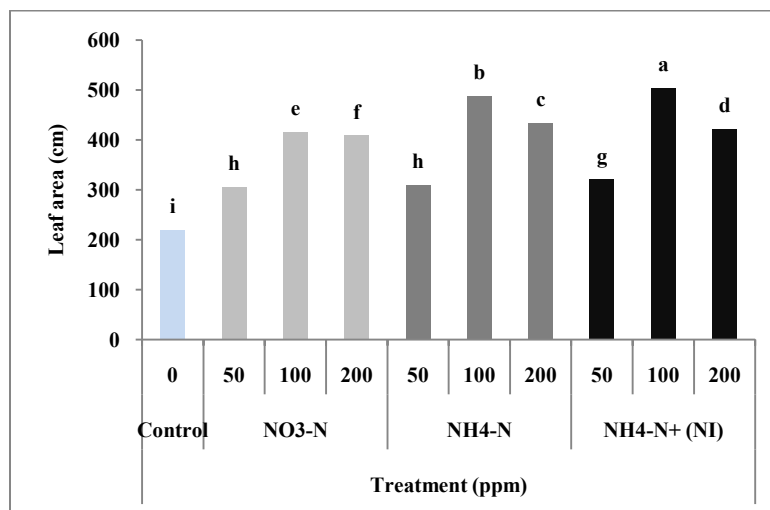 600
500
400
300
200
100
0
Leaf area (cm)
i
h
e
f
h
b
c
g
a
d
0 50 100 200 50 100 200 50 100 200
Control NO3-N NH4-N NH4-N+ (NI)
Treatment (ppm)